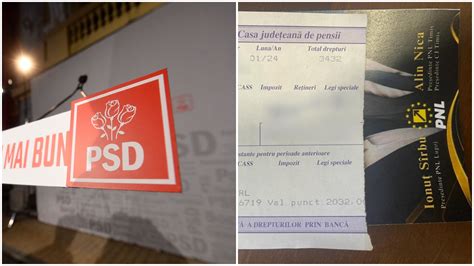 MAI BUN
PSD
Casa județeană de pensii
Luna/An Total drepturi
01/24 3432
CASS Impozit Rețineri Legi speciale
pentru perioade anterioare
CASS Impozit Legi speciale
RL
6719 Val. punct: 2032.00
A A DREPTURILOR PRIN BANCĂ
Alin Nica
Președinte PNL Timiș
Președinte CJ Timiș
PNL
Ionuț Sîrbu
Președinte PNL Lugoj